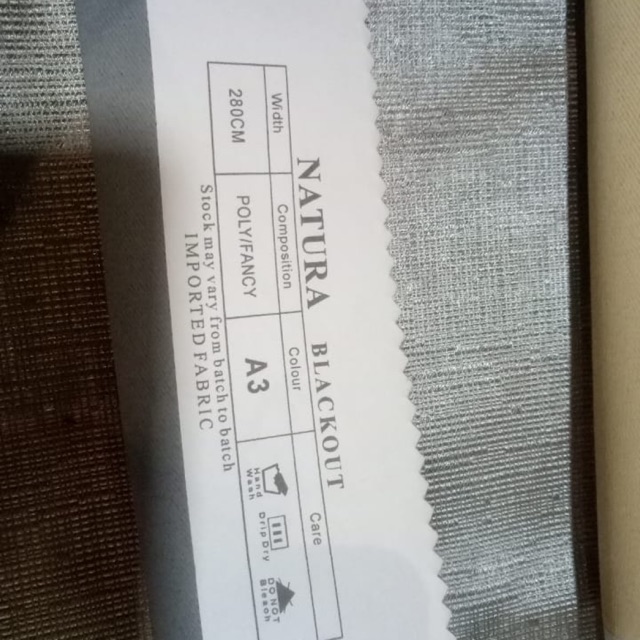 NATURA BLACKOUT
Width Composition Colour Care
280CM POLY/FANCY A3 Hand Wash Drip Dry DO NOT Bleach
Stock may vary from batch to batch
IMPORTED FABRIC